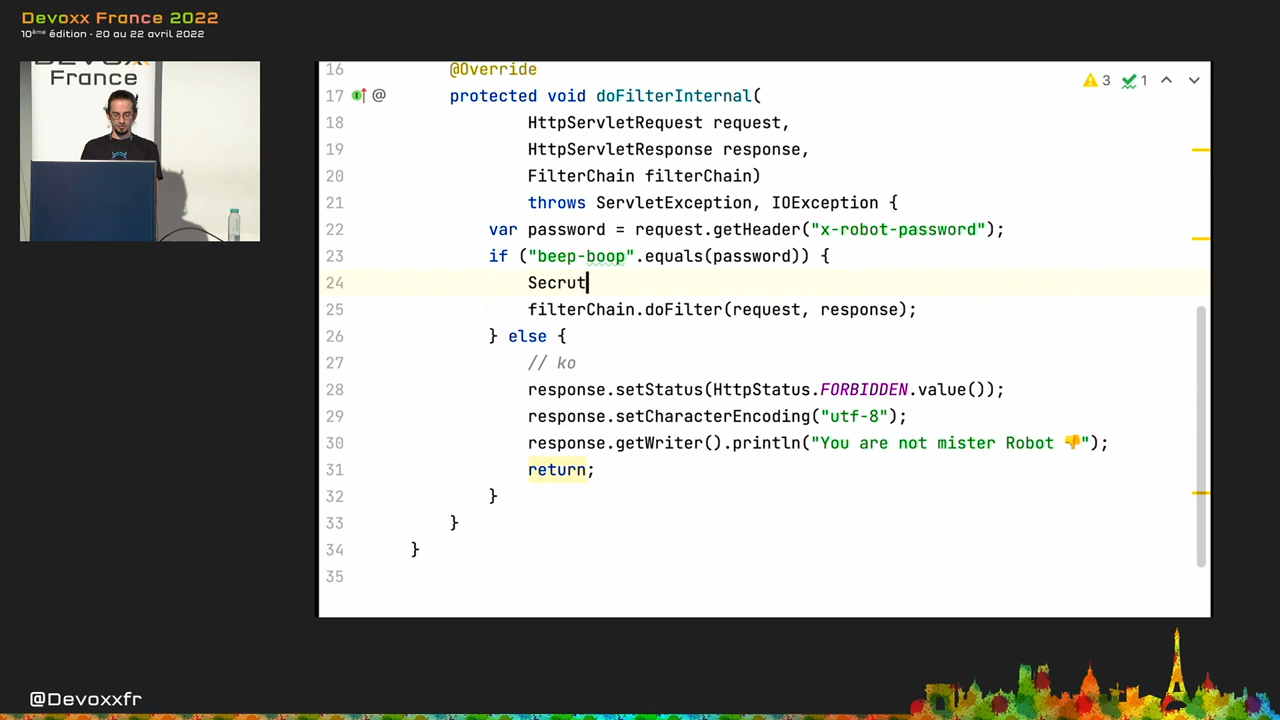 Devoxx France 2022
10ème édition - 20 au 22 avril 2022
DEVOXX
France
16 @Override
17 @ protected void doFilterInternal(
18 HttpServletRequest request,
19 HttpServletResponse response,
20 FilterChain filterChain)
21 throws ServletException, IOException {
22 var password = request.getHeader("x-robot-password");
23 if ("beep-boop".equals(password)) {
24 Secrut
25 filterChain.doFilter(request, response);
26 } else {
27 // ko
28 response.setStatus(HttpStatus.FORBIDDEN.value());
29 response.setCharacterEncoding("utf-8");
30 response.getWriter().println("You are not mister Robot 👎");
31 return;
32 }
33 }
34 }
35
3 1
@Devoxxfr